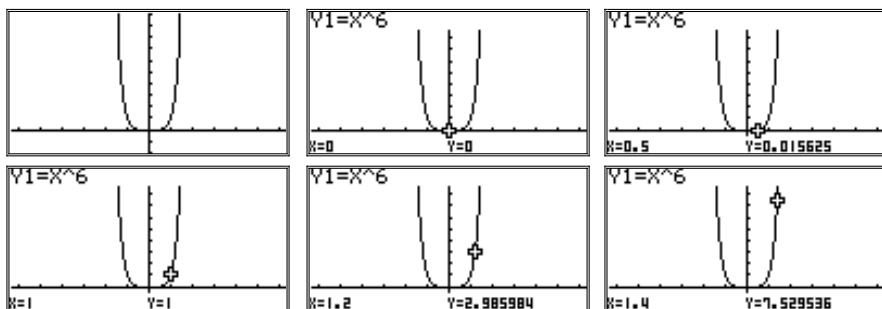 Y1=X^6
Y1=X^6
X=0 Y=0
X=0.5 Y=0.015625
Y1=X^6
Y1=X^6
Y1=X^6
X=1 Y=1
X=1.2 Y=2.985984
X=1.4 Y=7.529536